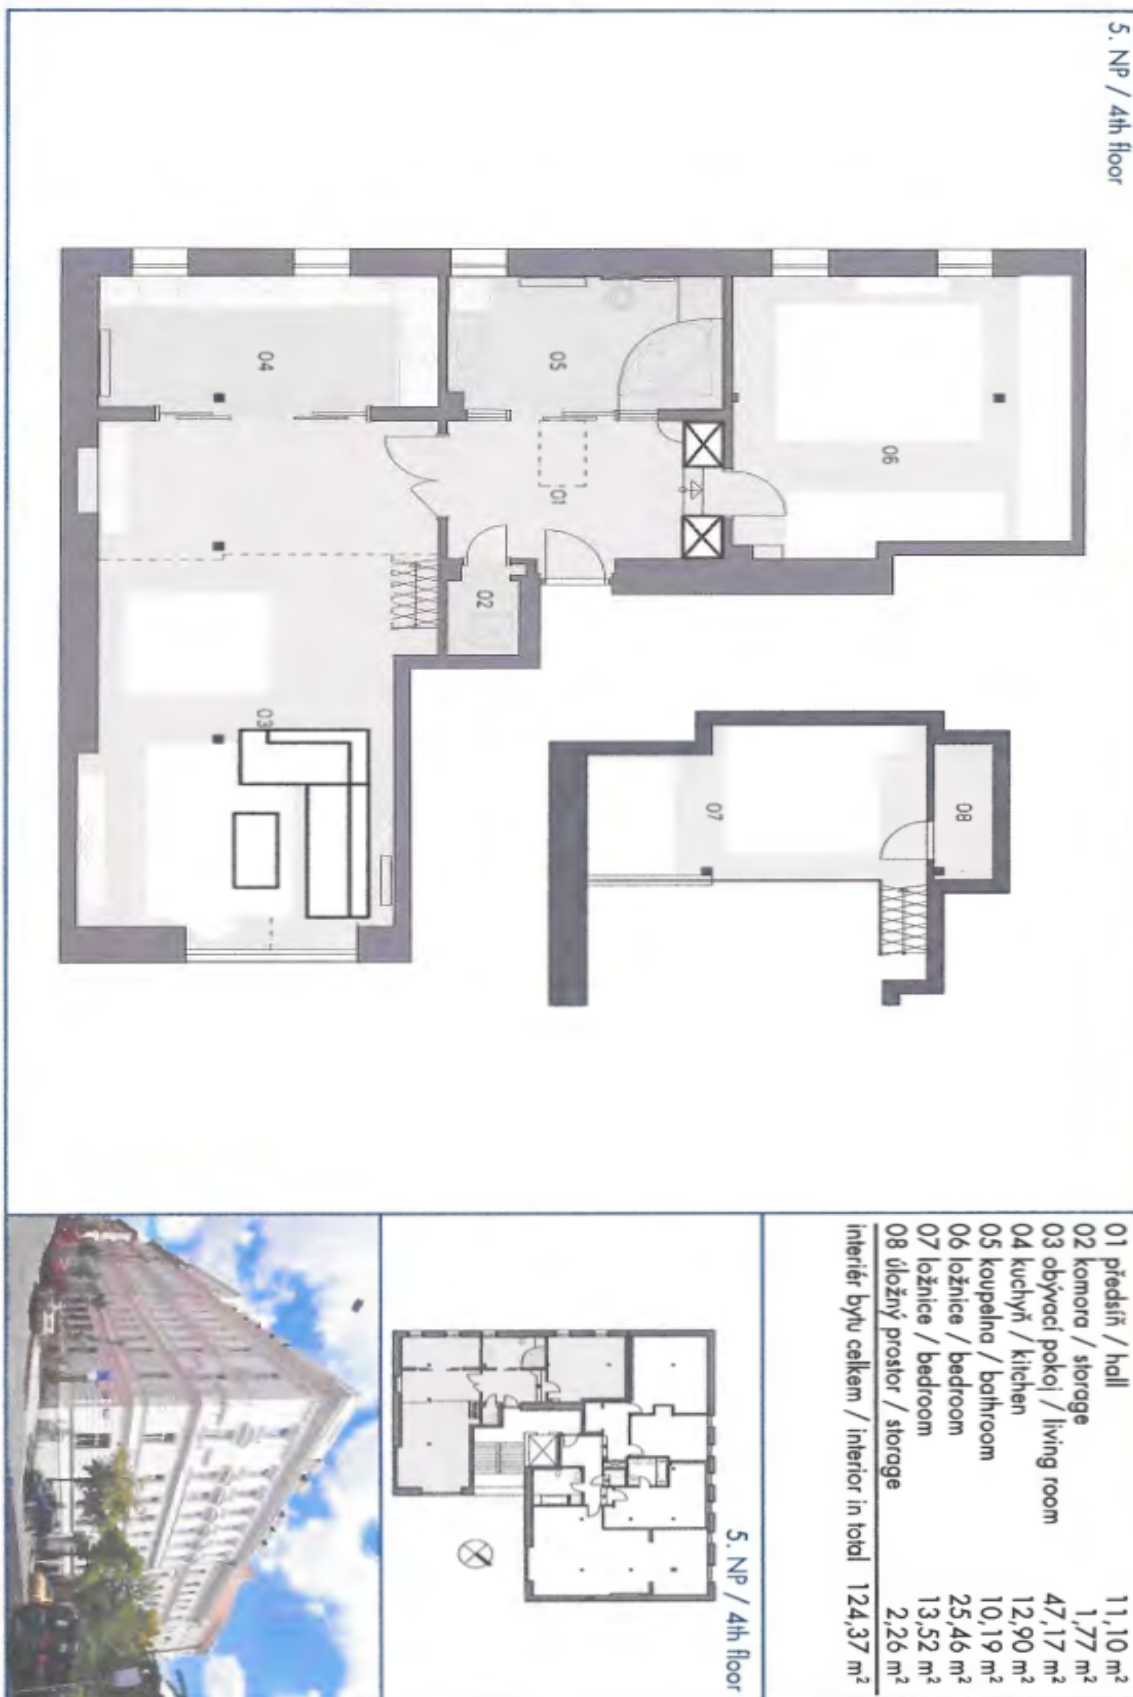 5. NP / 4th floor
04
05
06
01
02
03
07
08
01 předsíň / hall 11,10 m²
02 komora / storage 1,77 m²
03 obývací pokoj / living room 47,17 m²
04 kuchyň / kitchen 12,90 m²
05 koupelna / bathroom 10,19 m²
06 ložnice / bedroom 25,46 m²
07 ložnice / bedroom 13,52 m²
08 úložný prostor / storage 2,26 m²
interiér bytu celkem / interior in total 124,37 m²
5. NP / 4th floor